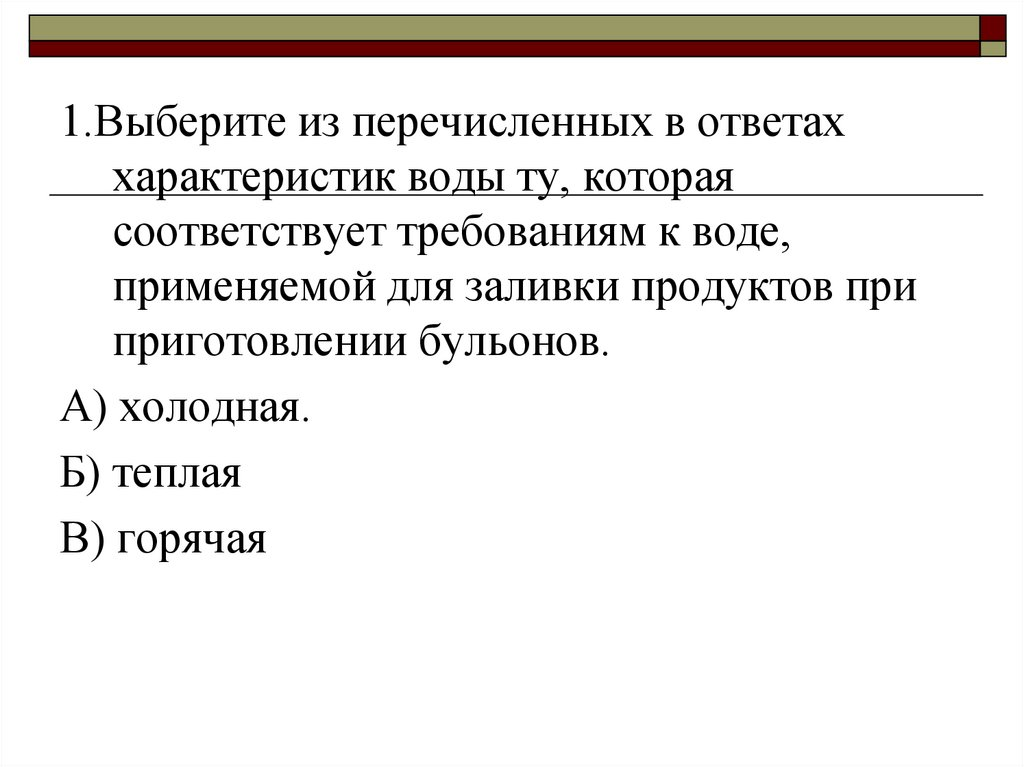 1.Выберите из перечисленных в ответах
характеристик воды ту, которая
соответствует требованиям к воде,
применяемой для заливки продуктов при
приготовлении бульонов.
А) холодная.
Б) теплая
В) горячая